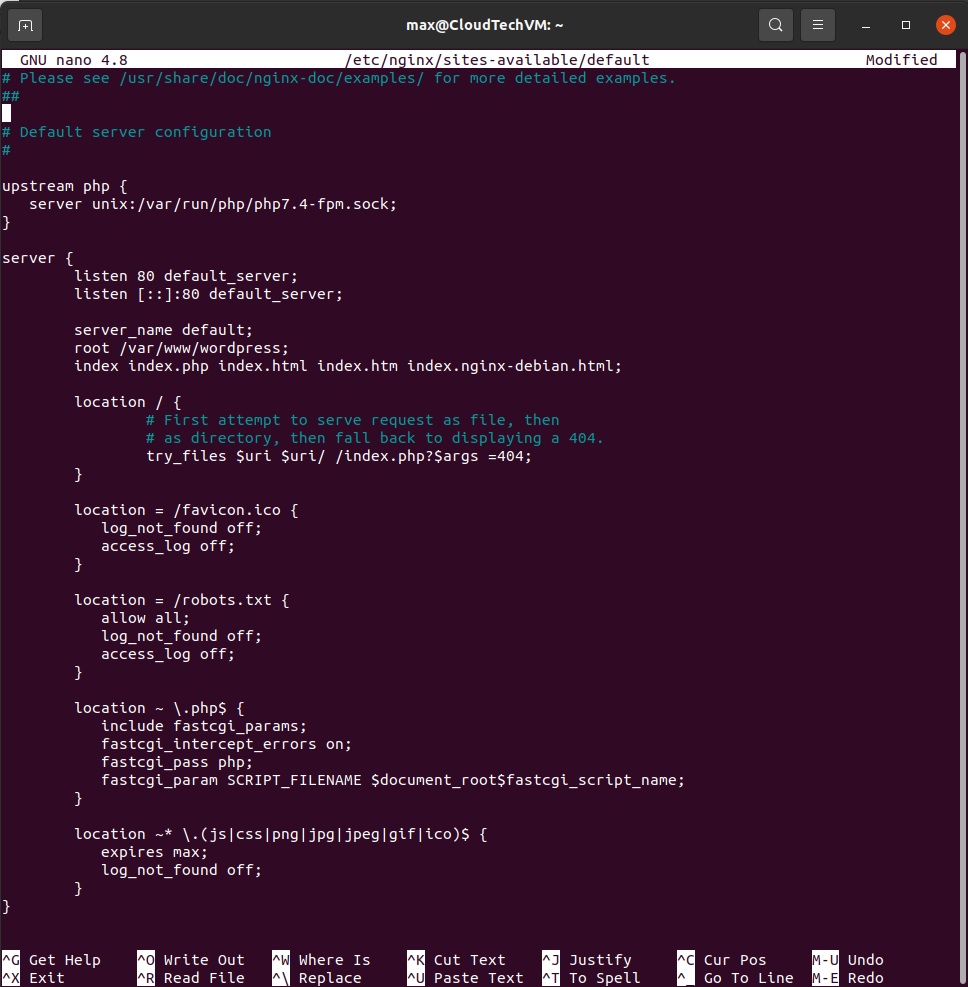 max@CloudTechVM: ~
GNU nano 4.8 /etc/nginx/sites-available/default Modified
# Please see /usr/share/doc/nginx-doc/examples/ for more detailed examples.
##
# Default server configuration
#
upstream php {
   server unix:/var/run/php/php7.4-fpm.sock;
}
server {
        listen 80 default_server;
        listen [::]:80 default_server;
        server_name default;
        root /var/www/wordpress;
        index index.php index.html index.htm index.nginx-debian.html;
        location / {
                # First attempt to serve request as file, then
                # as directory, then fall back to displaying a 404.
                try_files $uri $uri/ /index.php?$args =404;
        }
        location = /favicon.ico {
           log_not_found off;
           access_log off;
        }
        location = /robots.txt {
           allow all;
           log_not_found off;
           access_log off;
        }
        location ~ \.php$ {
           include fastcgi_params;
           fastcgi_intercept_errors on;
           fastcgi_pass php;
           fastcgi_param SCRIPT_FILENAME $document_root$fastcgi_script_name;
        }
        location ~* \.(js|css|png|jpg|jpeg|gif|ico)$ {
           expires max;
           log_not_found off;
        }
}
^G Get Help ^O Write Out ^W Where Is ^K Cut Text ^J Justify ^C Cur Pos M-U Undo
^X Exit ^R Read File ^\ Replace ^U Paste Text ^T To Spell ^_ Go To Line M-E Redo